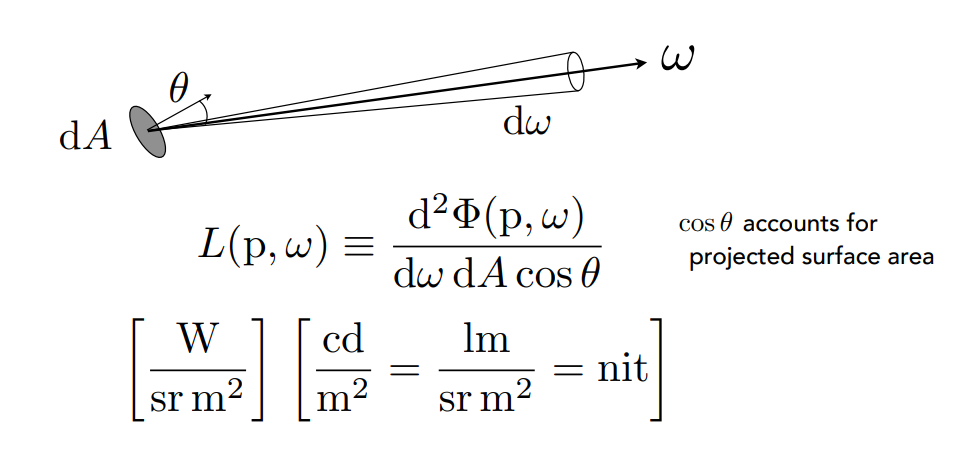 θ
ω
dA
dω
L(p, ω) ≡ d²Φ(p, ω) / dω dA cos θ
cos θ accounts for
projected surface area
[W / sr m²] [cd / m² = lm / sr m² = nit]